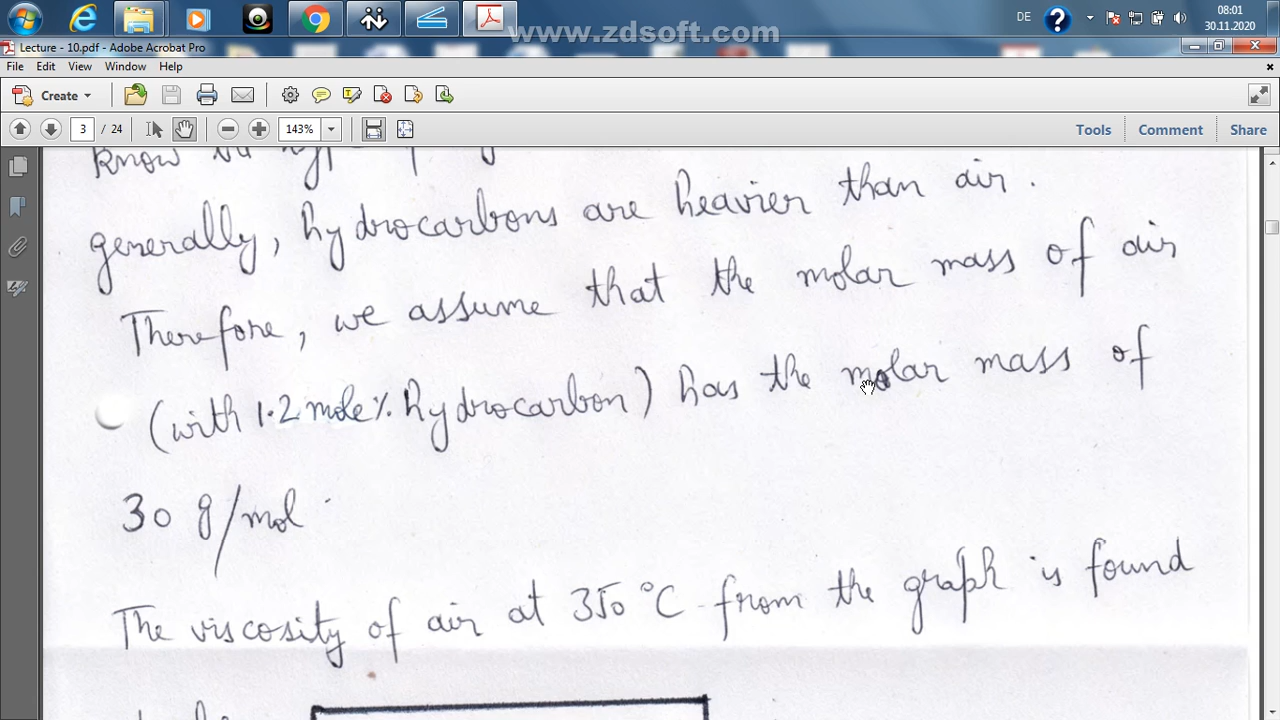 08:01
DE
www.zdsoft.com
30.11.2020
Lecture - 10.pdf - Adobe Acrobat Pro
File Edit View Window Help
Create
3 / 24 143% Tools Comment Share
know
generally, hydrocarbons are heavier than air.
Therefore, we assume that the molar mass of air
(with 1.2 mole % hydrocarbon) has the molar mass of
30 g/mol.
The viscosity of air at 350 °C from the graph is found